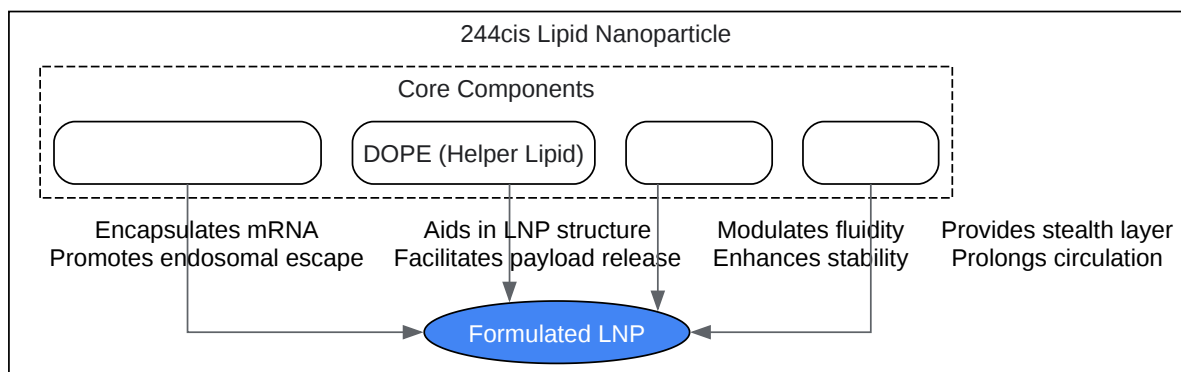 244cis Lipid Nanoparticle
Core Components
DOPE (Helper Lipid)
Encapsulates mRNA
Promotes endosomal escape
Aids in LNP structure
Facilitates payload release
Modulates fluidity
Enhances stability
Provides stealth layer
Prolongs circulation
Formulated LNP